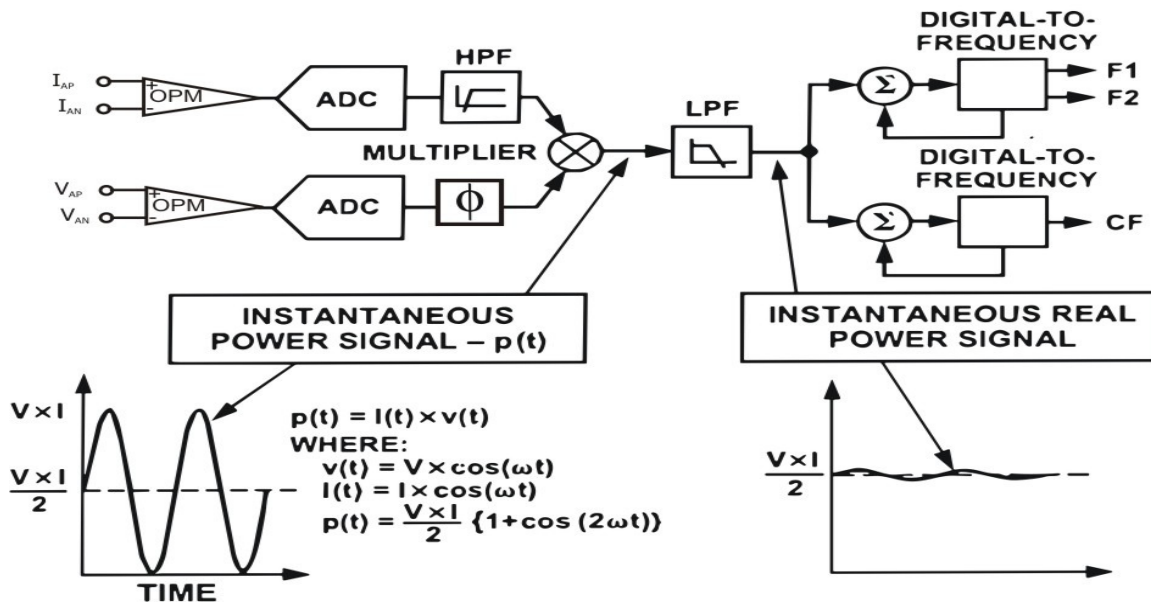 DIGITAL-TO-
FREQUENCY
HPF
I_AP
+
OPM
I_AN
-
ADC
LPF
Σ
F1
F2
MULTIPLIER
DIGITAL-TO-
FREQUENCY
V_AP
+
OPM
V_AN
-
ADC
Φ
Σ
CF
INSTANTANEOUS
POWER SIGNAL – p(t)
INSTANTANEOUS REAL
POWER SIGNAL
V×I
V×I
2
TIME
p(t) = I(t) × v(t)
WHERE:
v(t) = V × cos(ωt)
I(t) = I × cos(ωt)
p(t) = V×I/2 {1+cos (2ωt)}
V×I
2